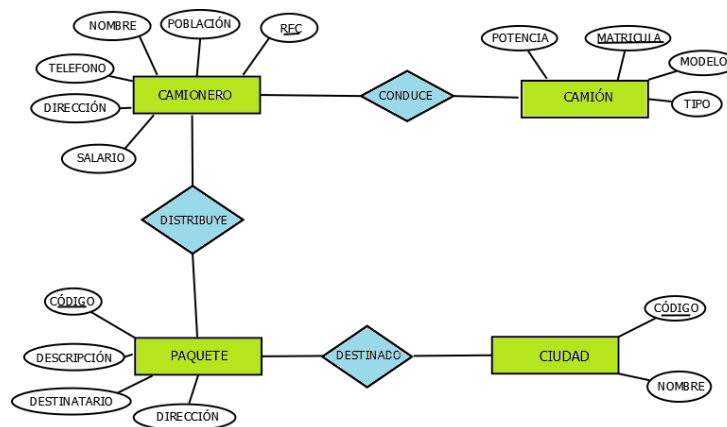 POBLACIÓN
NOMBRE
RFC
TELEFONO
CAMIONERO
DIRECCIÓN
SALARIO
CONDUCE
POTENCIA
MATRICULA
MODELO
CAMIÓN
TIPO
DISTRIBUYE
CÓDIGO
DESCRIPCIÓN
PAQUETE
DESTINATARIO
DIRECCIÓN
DESTINADO
CÓDIGO
CIUDAD
NOMBRE